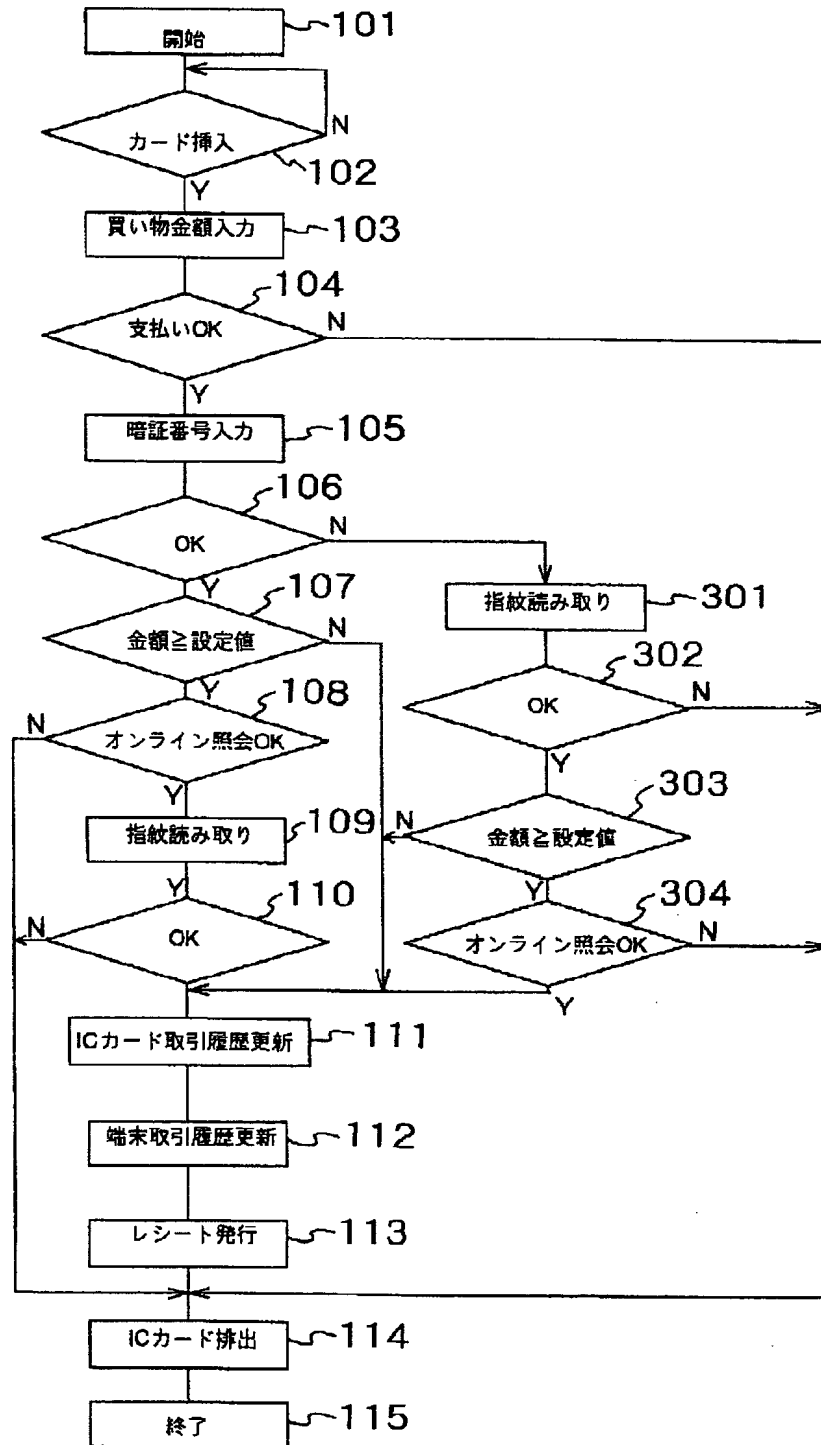 開始
101
N
カード挿入
102
Y
買い物金額入力
103
104
支払いOK
N
Y
暗証番号入力
105
106
OK
N
Y
107
金額≧設定値
N
Y
108
N
オンライン照会OK
Y
指紋読み取り
109
Y
110
N
OK
指紋読み取り
301
302
OK
N
Y
303
N
金額≧設定値
Y
304
オンライン照会OK
N
Y
ICカード取引履歴更新
111
端末取引履歴更新
112
レシート発行
113
ICカード排出
114
終了
115